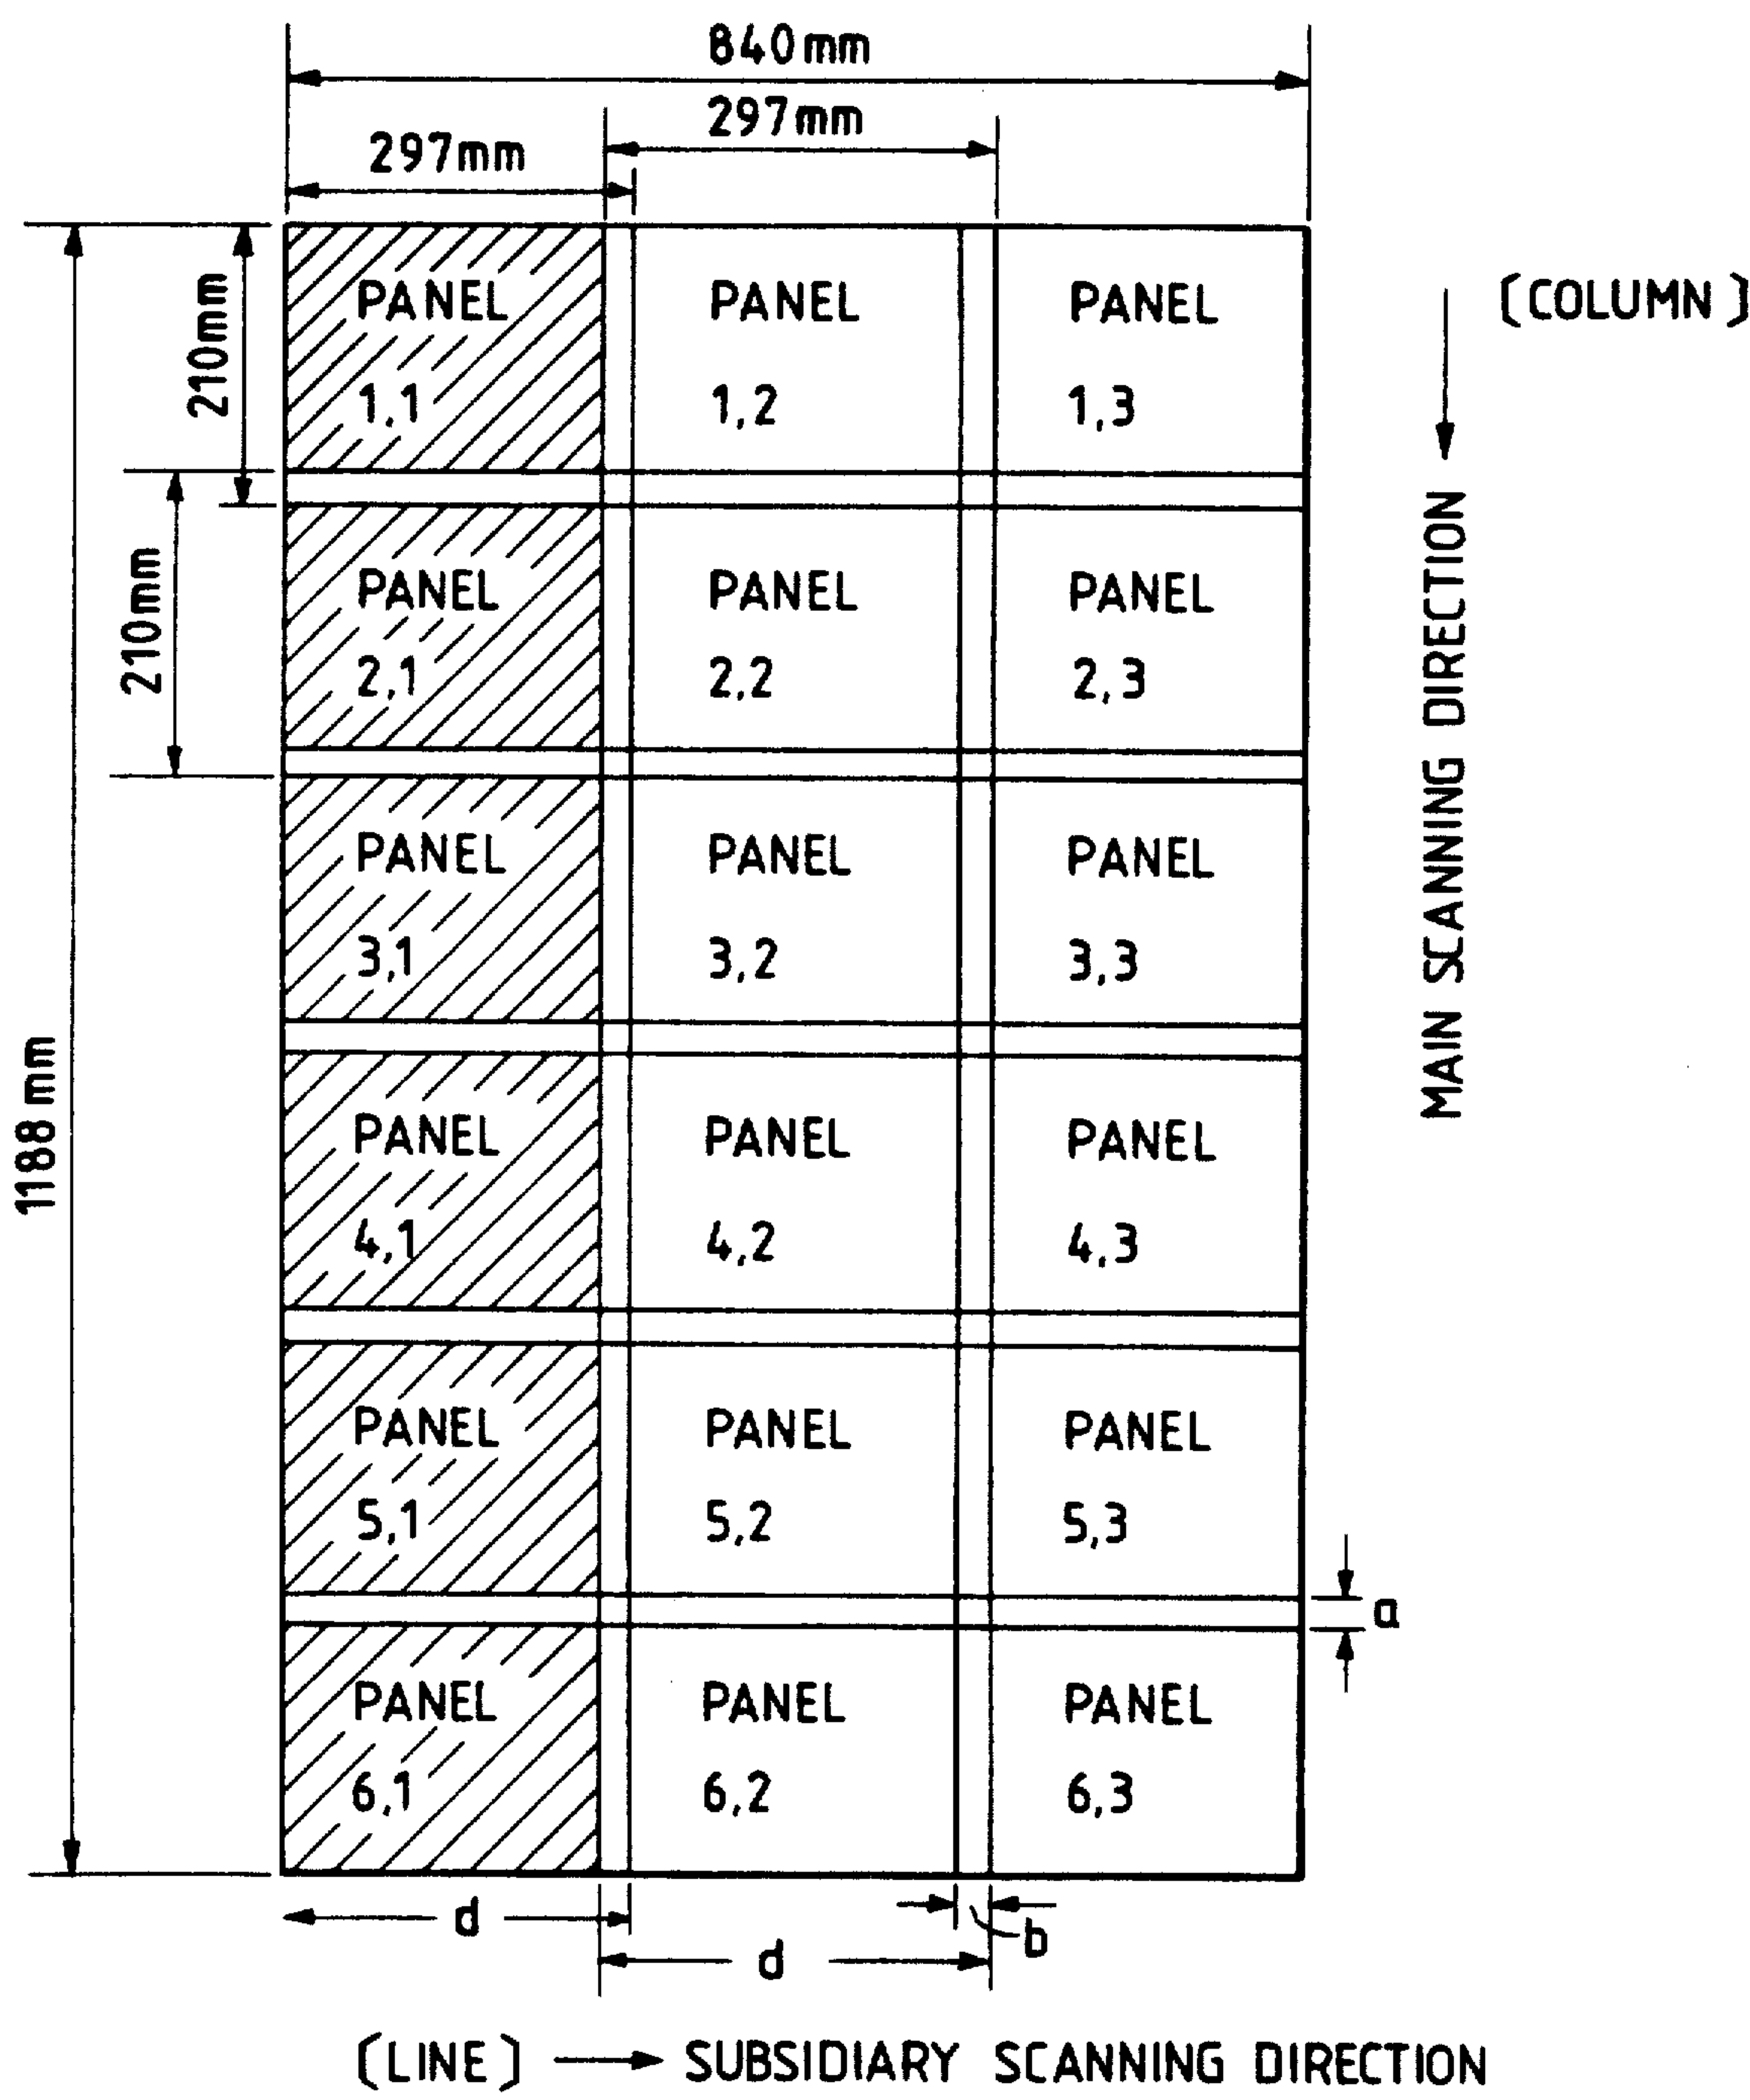 840mm
297mm
297mm
210mm
210mm
1188 mm
PANEL 1,1
PANEL 1,2
PANEL 1,3
PANEL 2,1
PANEL 2,2
PANEL 2,3
PANEL 3,1
PANEL 3,2
PANEL 3,3
PANEL 4,1
PANEL 4,2
PANEL 4,3
PANEL 5,1
PANEL 5,2
PANEL 5,3
PANEL 6,1
PANEL 6,2
PANEL 6,3
(COLUMN)
MAIN SCANNING DIRECTION
a
d
b
d
(LINE) → SUBSIDIARY SCANNING DIRECTION